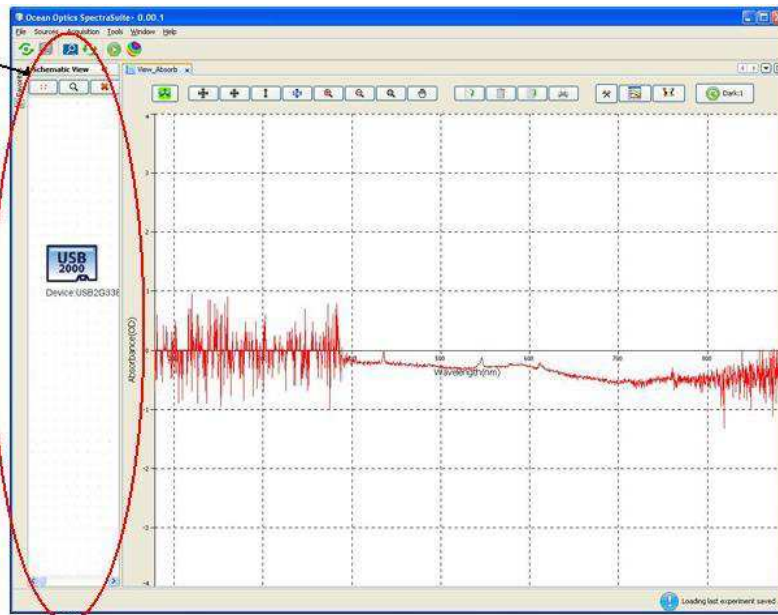 Ocean Optics SpectraSuite- 0.00.1
File Sources Acquisition Tools Window Help
Schematic View
View_Absorb x
Dark:1
USB
2000
Device:USB2G338
Absorbance(OD)
4
3
2
1
0
-1
-2
-3
-4
600
700
Wavelength(nm)
Loading last experiment saved